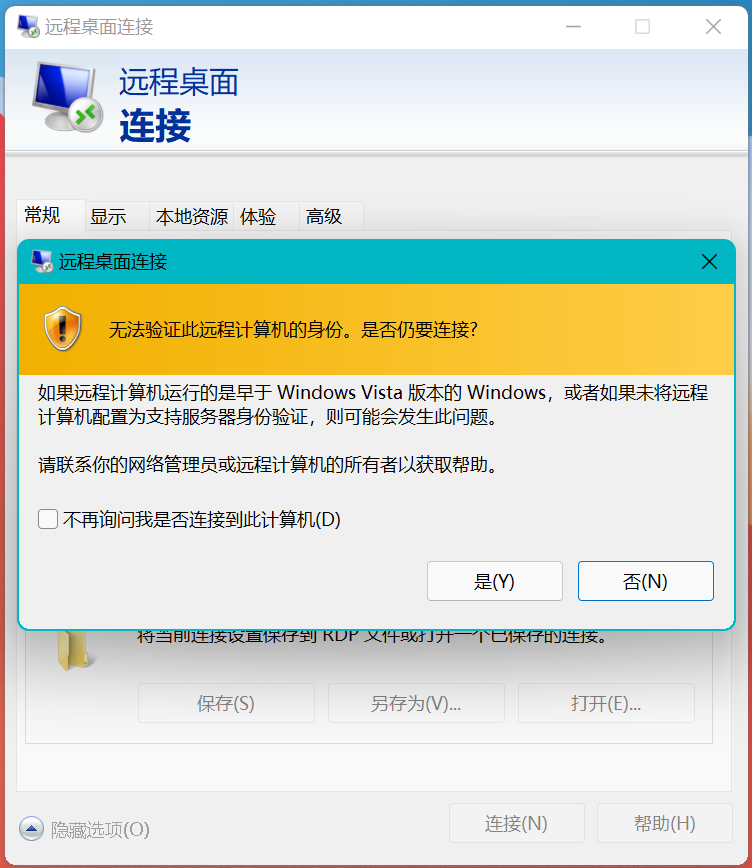 远程桌面连接
远程桌面
连接
常规 显示 本地资源 体验 高级
远程桌面连接
无法验证此远程计算机的身份。是否仍要连接?
如果远程计算机运行的是早于 Windows Vista 版本的 Windows，或者如果未将远程
计算机配置为支持服务器身份验证，则可能会发生此问题。
请联系你的网络管理员或远程计算机的所有者以获取帮助。
不再询问我是否连接到此计算机(D)
是(Y) 否(N)
将当前连接设置保存到 RDP 文件或打开一个已保存的连接。
保存(S) 另存为(V)... 打开(E)...
隐藏选项(O) 连接(N) 帮助(H)